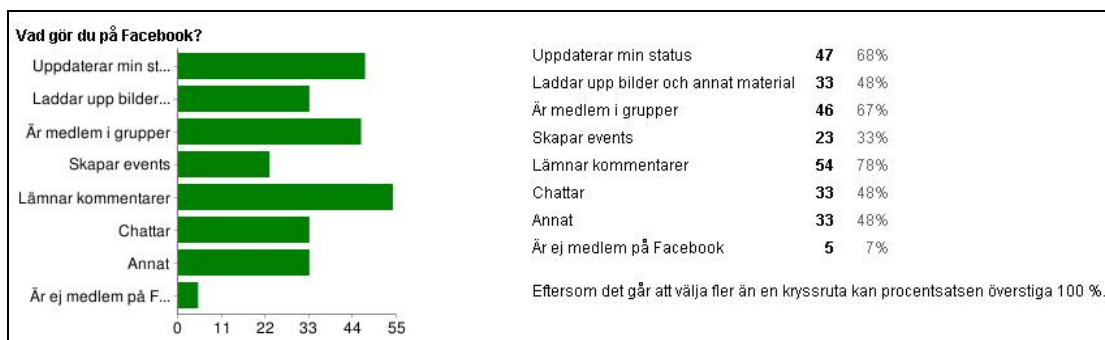 Vad gör du på Facebook?
Uppdaterar min st...
Laddar upp bilder...
Är medlem i grupper
Skapar events
Lämnar kommentarer
Chattar
Annat
Är ej medlem på F...
0 11 22 33 44 55
Uppdaterar min status 47 68%
Laddar upp bilder och annat material 33 48%
Är medlem i grupper 46 67%
Skapar events 23 33%
Lämnar kommentarer 54 78%
Chattar 33 48%
Annat 33 48%
Är ej medlem på Facebook 5 7%
Eftersom det går att välja fler än en kryssruta kan procentsatsen överstiga 100 %.